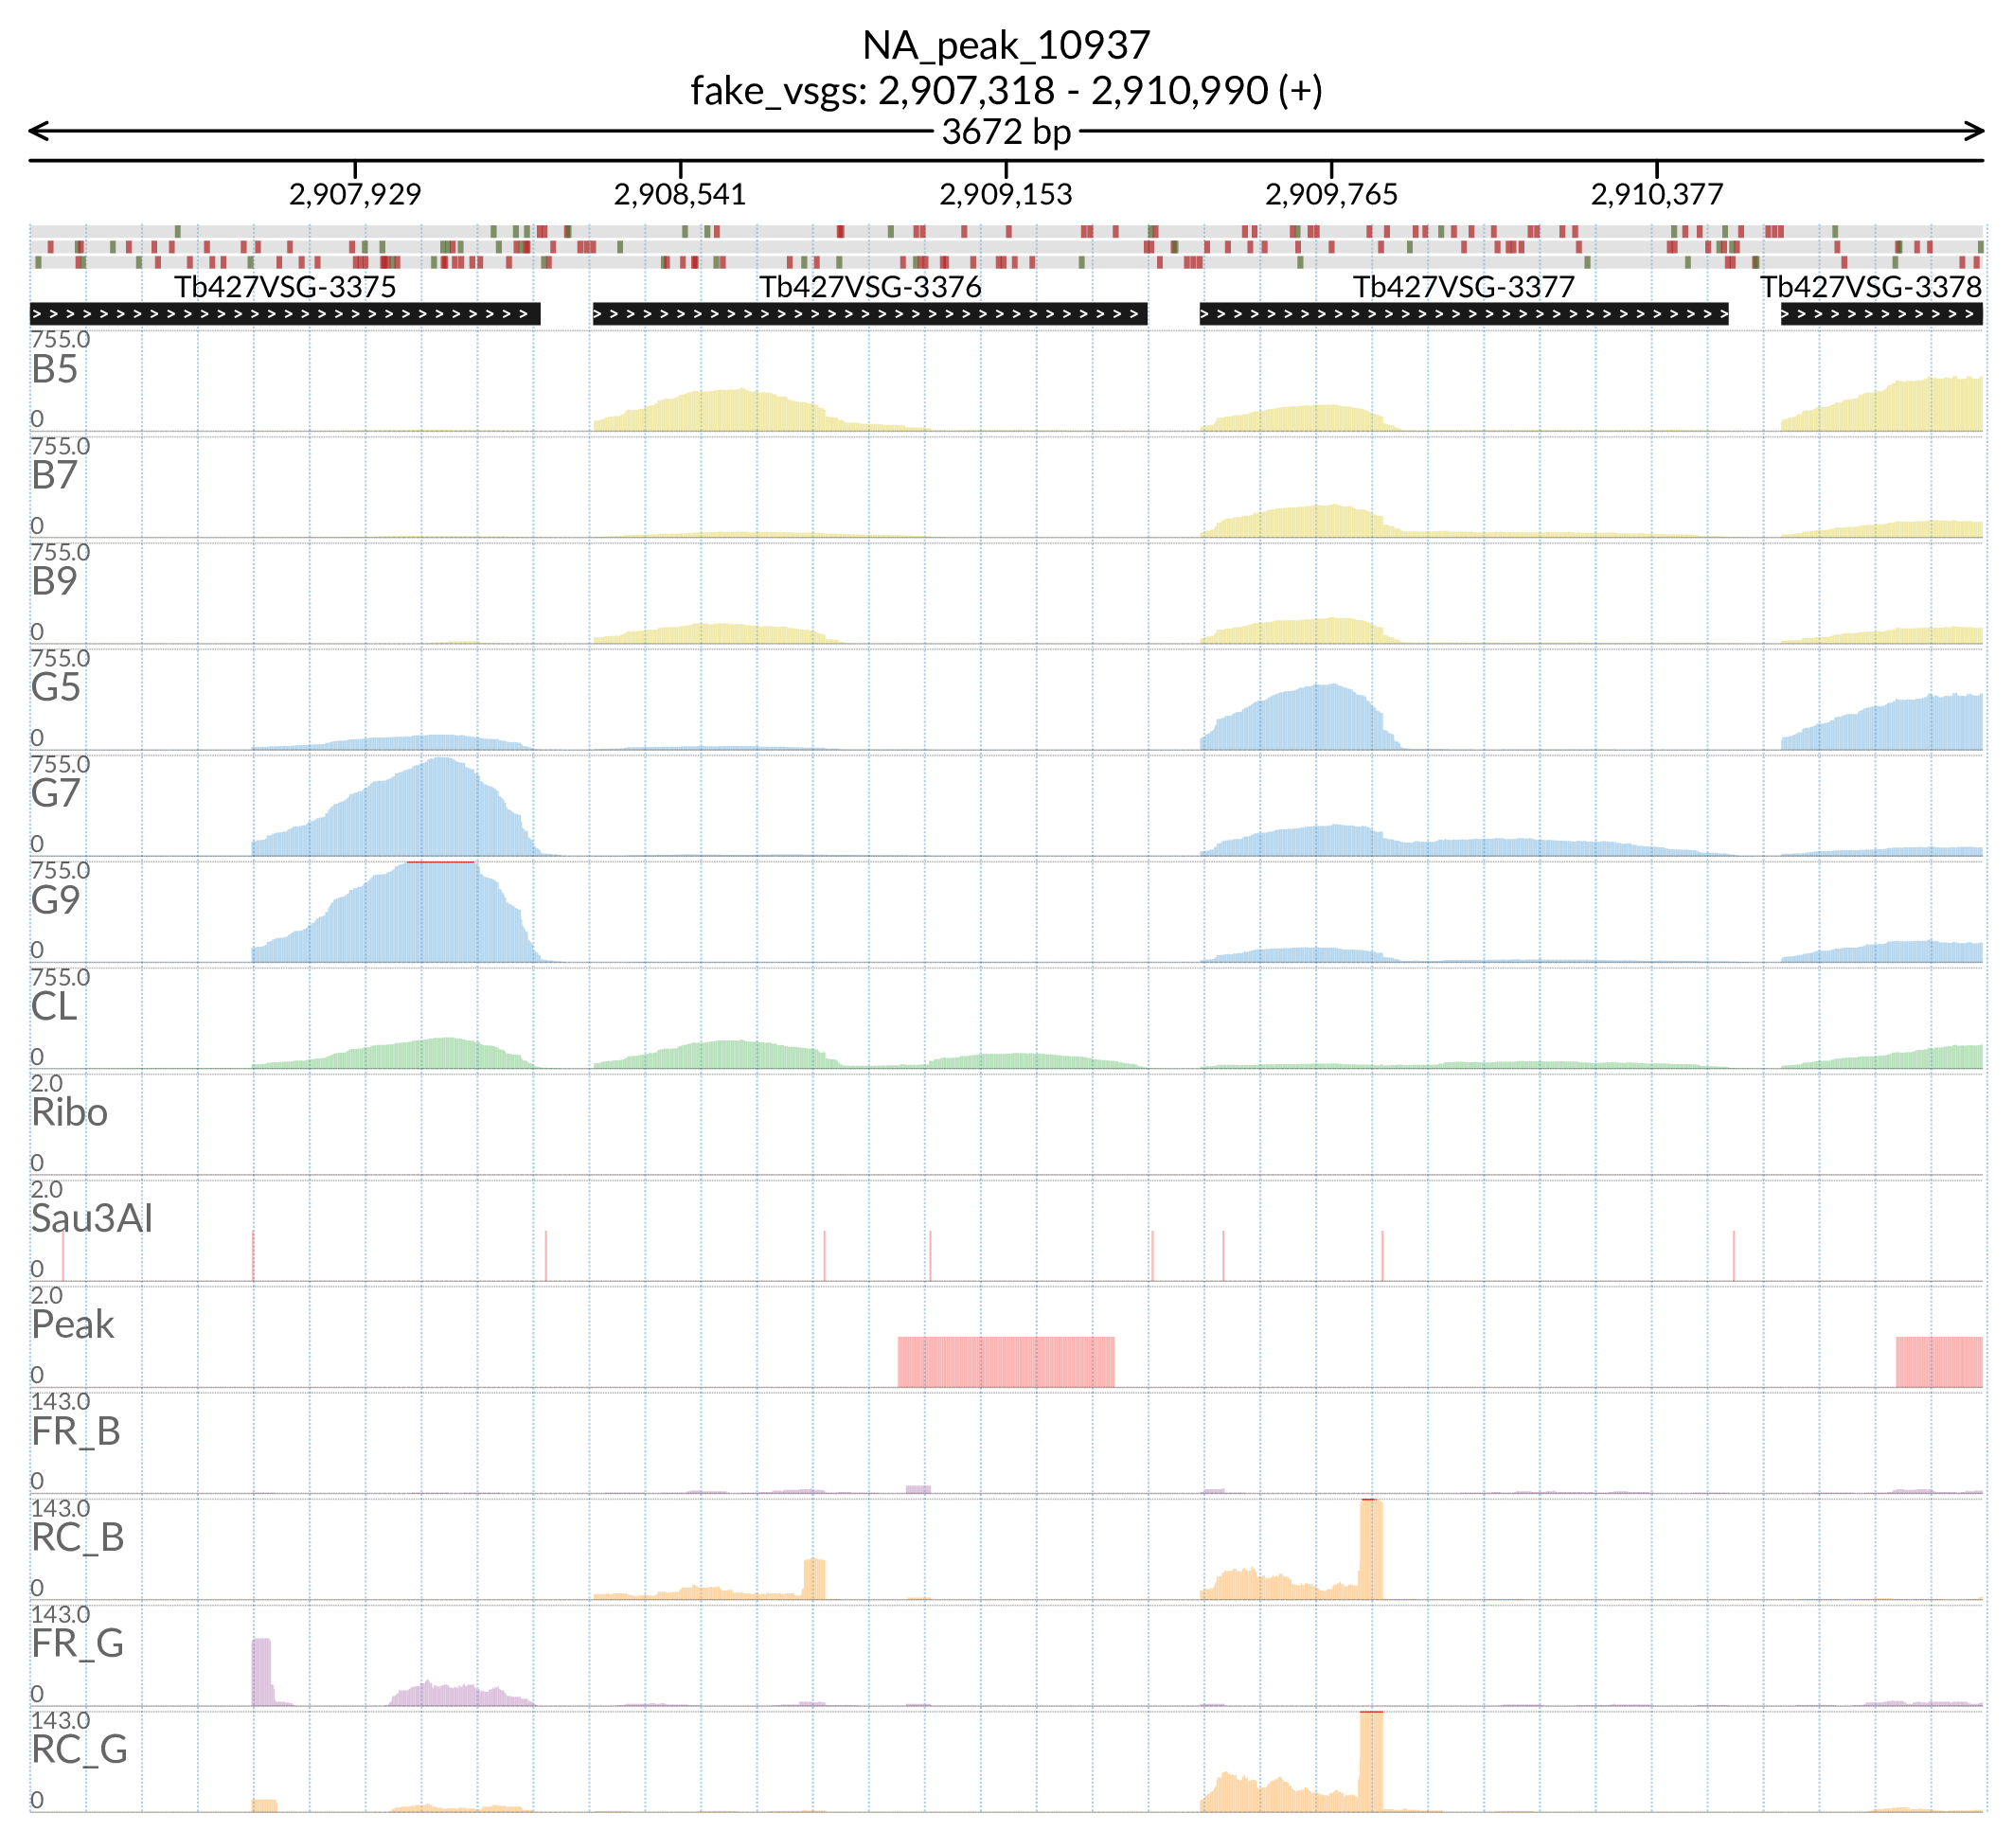 NA_peak_10937
fake_vsgs: 2,907,318 - 2,910,990 (+)
3672 bp
2,907,929 2,908,541 2,909,153 2,909,765 2,910,377
Tb427VSG-3375 Tb427VSG-3376 Tb427VSG-3377 Tb427VSG-3378
755.0
B5
0
755.0
B7
0
755.0
B9
0
755.0
G5
0
755.0
G7
0
755.0
G9
0
755.0
CL
0
2.0
Ribo
0
2.0
Sau3AI
0
2.0
Peak
0
143.0
FR_B
0
143.0
RC_B
0
143.0
FR_G
0
143.0
RC_G
0